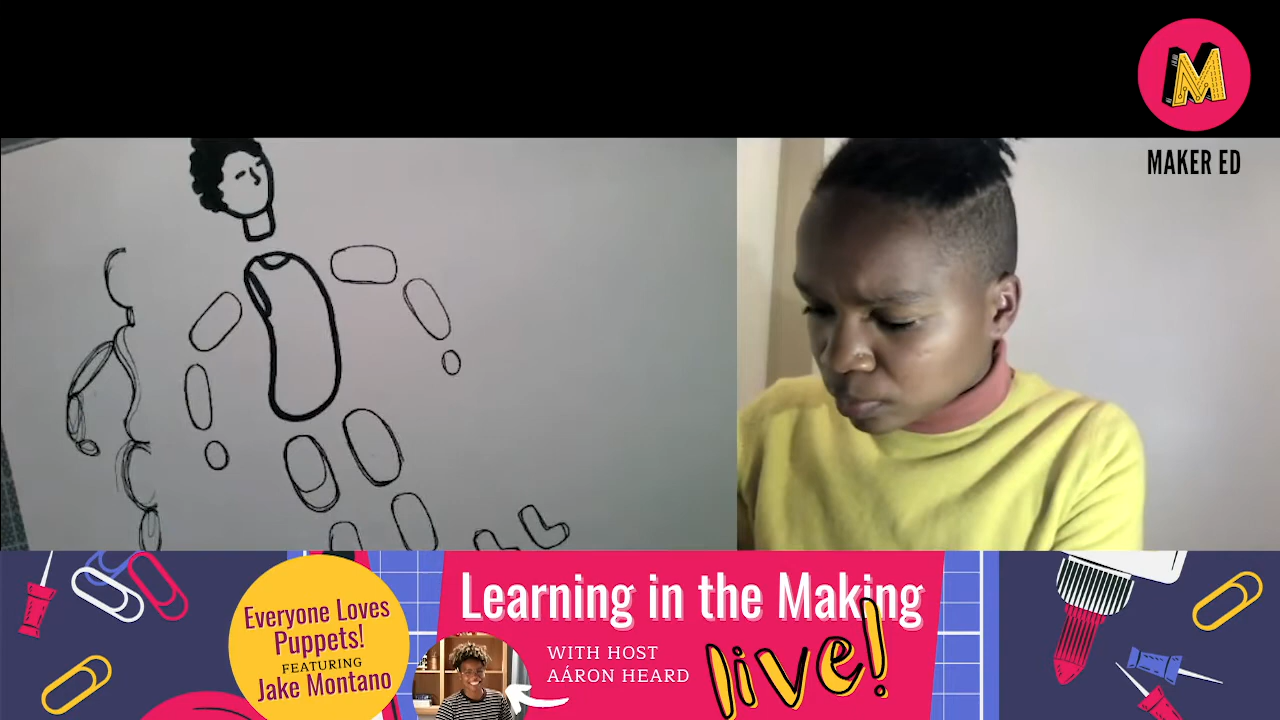 M
MAKER ED
Everyone Loves
Puppets!
FEATURING
Jake Montano
Learning in the Making
WITH HOST
AÁRON HEARD
live!